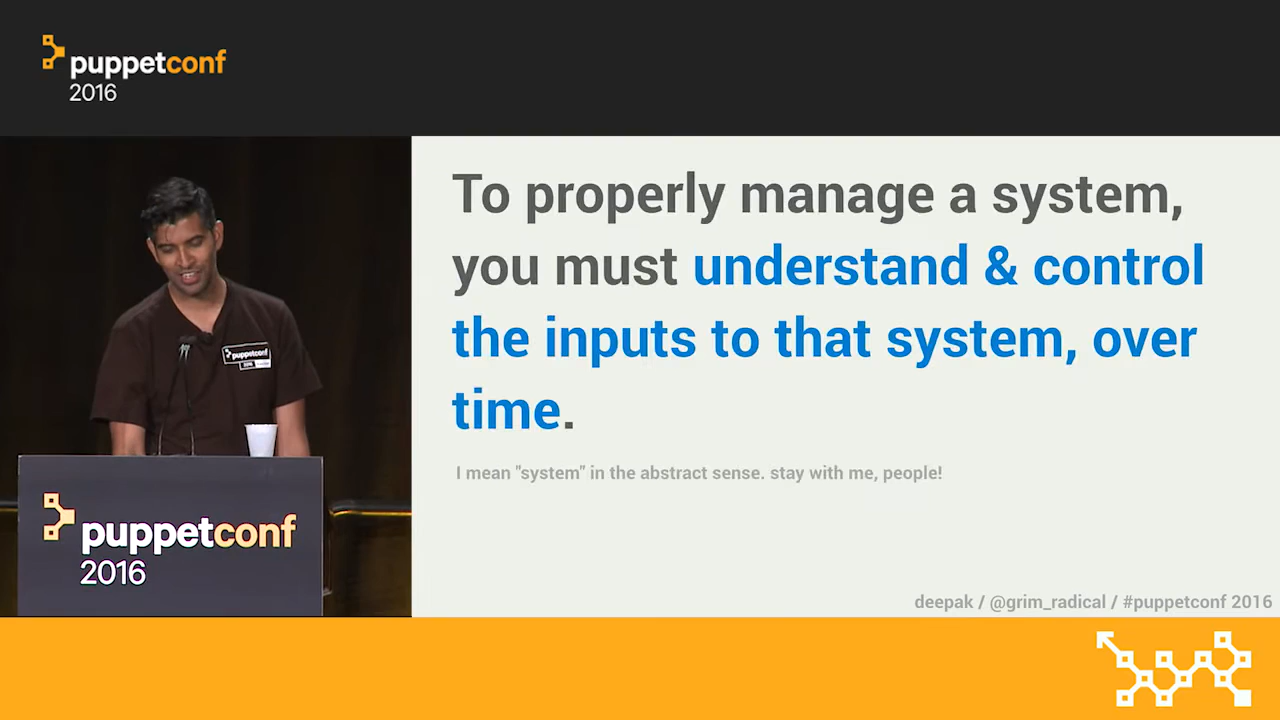 puppetconf
2016
To properly manage a system,
you must understand & control
the inputs to that system, over
time.
I mean "system" in the abstract sense. stay with me, people!
deepak / @grim_radical / #puppetconf 2016
puppetconf
puppetconf
2016